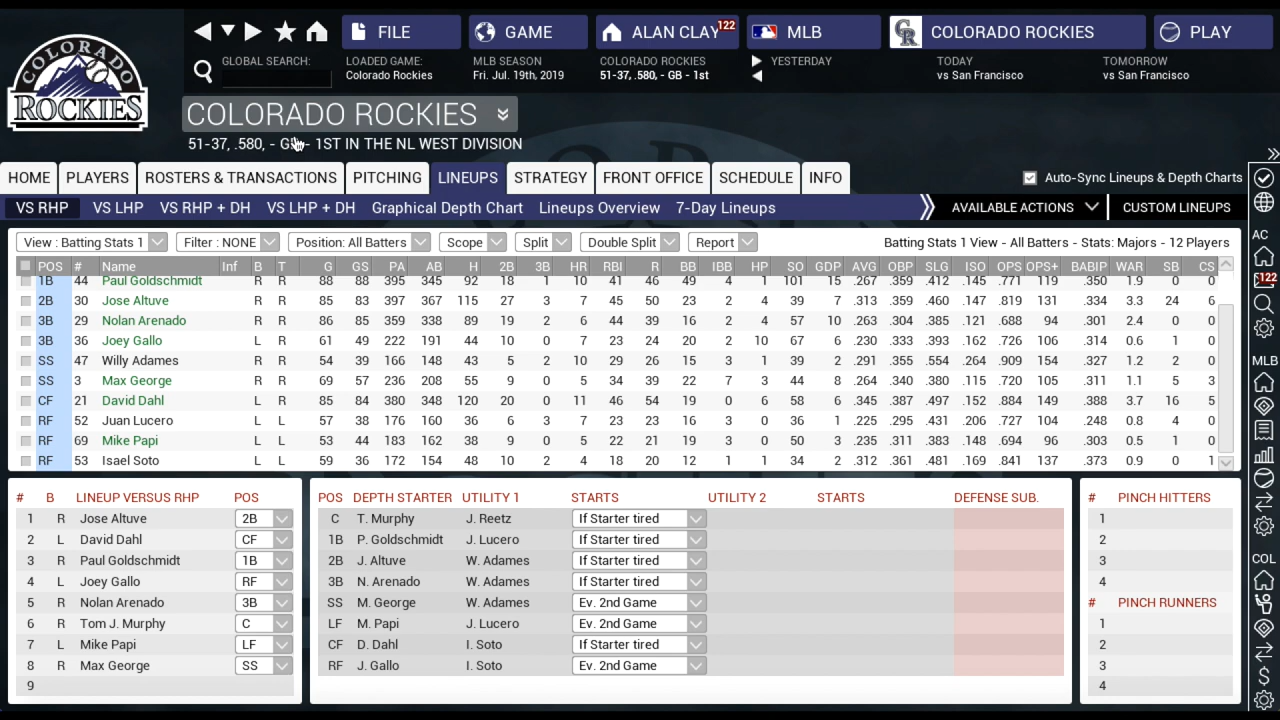 COLORADO ROCKIES
FILE GAME ALAN CLAY 122 MLB CR COLORADO ROCKIES PLAY
GLOBAL SEARCH: LOADED GAME: MLB SEASON COLORADO ROCKIES YESTERDAY TODAY TOMORROW
Colorado Rockies Fri. Jul. 19th, 2019 51-37, .580, - GB - 1st vs San Francisco vs San Francisco
COLORADO ROCKIES
51-37, .580, - GB - 1ST IN THE NL WEST DIVISION
HOME PLAYERS ROSTERS & TRANSACTIONS PITCHING LINEUPS STRATEGY FRONT OFFICE SCHEDULE INFO Auto-Sync Lineups & Depth Charts
VS RHP VS LHP VS RHP + DH VS LHP + DH Graphical Depth Chart Lineups Overview 7-Day Lineups AVAILABLE ACTIONS CUSTOM LINEUPS
View : Batting Stats 1 Filter : NONE Position: All Batters Scope Split Double Split Report Batting Stats 1 View - All Batters - Stats: Majors - 12 Players
POS # Name Inf B T G GS PA AB H 2B 3B HR RBI R BB IBB HP SO GDP AVG OBP SLG ISO OPS OPS+ BABIP WAR SB CS
1B 44 Paul Goldschmidt R R 88 88 395 345 92 18 1 10 41 46 49 4 1 101 15 .267 .359 .412 .145 .771 119 .350 1.9 0 0
2B 30 Jose Altuve R R 85 83 397 367 115 27 3 7 45 50 23 2 4 39 7 .313 .359 .460 .147 .819 131 .334 3.3 24 6
3B 29 Nolan Arenado R R 86 85 359 338 89 19 2 6 44 39 16 2 4 57 10 .263 .304 .385 .121 .688 94 .301 2.4 0 0
3B 36 Joey Gallo L R 61 49 222 191 44 10 0 7 23 24 20 2 10 67 6 .230 .333 .393 .162 .726 106 .314 0.6 1 0
SS 47 Willy Adames R R 54 39 166 148 43 5 2 10 29 26 15 3 1 39 2 .291 .355 .554 .264 .909 154 .327 1.2 2 0
SS 3 Max George R R 69 57 236 208 55 9 0 5 34 39 22 7 3 44 8 .264 .340 .380 .115 .720 105 .311 1.1 5 3
CF 21 David Dahl L R 85 84 380 348 120 20 0 11 46 54 19 0 6 58 6 .345 .387 .497 .152 .884 149 .388 3.7 16 5
RF 52 Juan Lucero L L 57 38 176 160 36 6 3 7 23 23 16 3 0 36 1 .225 .295 .431 .206 .727 104 .248 0.8 4 0
RF 69 Mike Papi L L 53 44 183 162 38 9 0 5 22 21 19 3 0 50 3 .235 .311 .383 .148 .694 96 .303 0.5 1 0
RF 53 Isael Soto L L 59 36 172 154 48 10 2 4 18 20 12 1 1 34 2 .312 .361 .481 .169 .841 137 .373 0.9 0 1
# B LINEUP VERSUS RHP POS
1 R Jose Altuve 2B
2 L David Dahl CF
3 R Paul Goldschmidt 1B
4 L Joey Gallo RF
5 R Nolan Arenado 3B
6 R Tom J. Murphy C
7 L Mike Papi LF
8 R Max George SS
9
POS DEPTH STARTER UTILITY 1 STARTS UTILITY 2 STARTS DEFENSE SUB.
C T. Murphy J. Reetz If Starter tired
1B P. Goldschmidt J. Lucero If Starter tired
2B J. Altuve W. Adames If Starter tired
3B N. Arenado W. Adames If Starter tired
SS M. George W. Adames Ev. 2nd Game
LF M. Papi J. Lucero Ev. 2nd Game
CF D. Dahl I. Soto If Starter tired
RF J. Gallo I. Soto Ev. 2nd Game
# PINCH HITTERS
1
2
3
4
# PINCH RUNNERS
1
2
3
4
AC
122
MLB
COL